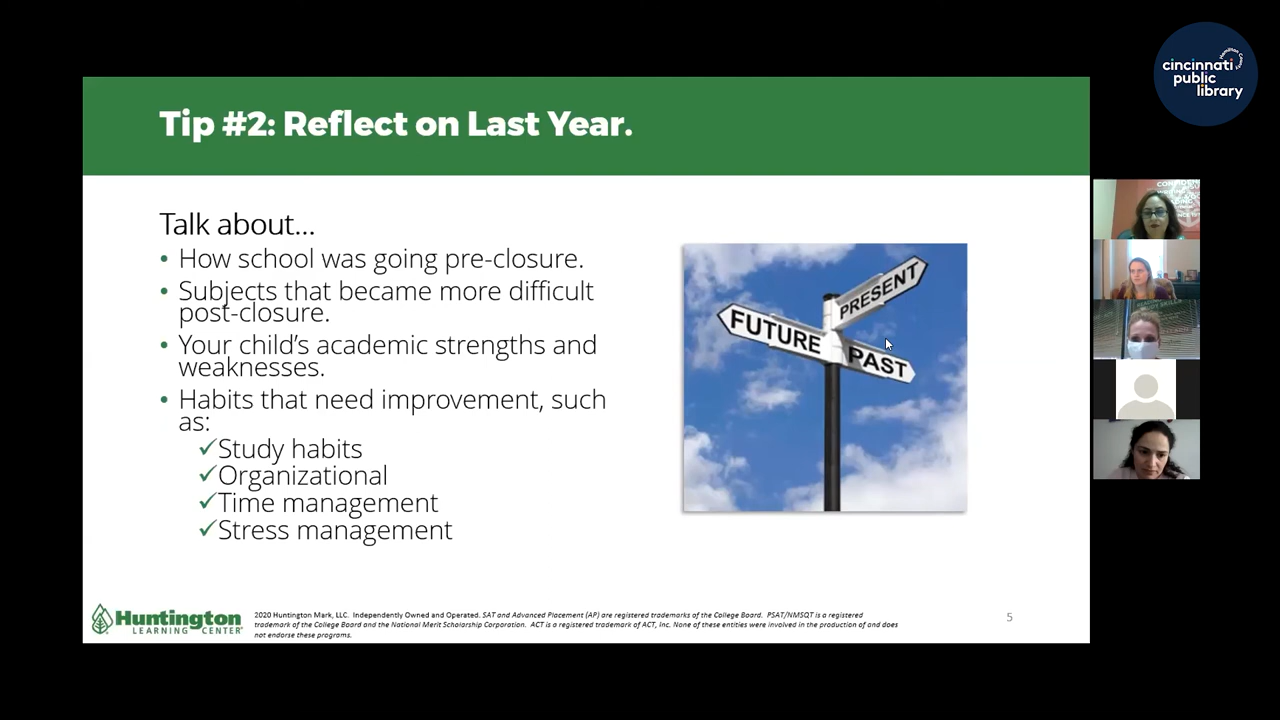 cincinnati
public
library
Tip #2: Reflect on Last Year.
Talk about...
• How school was going pre-closure.
• Subjects that became more difficult
post-closure.
• Your child's academic strengths and
weaknesses.
• Habits that need improvement, such
as:
✓Study habits
✓Organizational
✓Time management
✓Stress management
PRESENT
FUTURE
PAST
Huntington
LEARNING CENTER
2020 Huntington Mark, LLC. Independently Owned and Operated. SAT and Advanced Placement (AP) are registered trademarks of the College Board. PSAT/NMSQT is a registered
trademark of the College Board and the National Merit Scholarship Corporation. ACT is a registered trademark of ACT, Inc. None of these entities were involved in the production of and does
not endorse these programs.
5